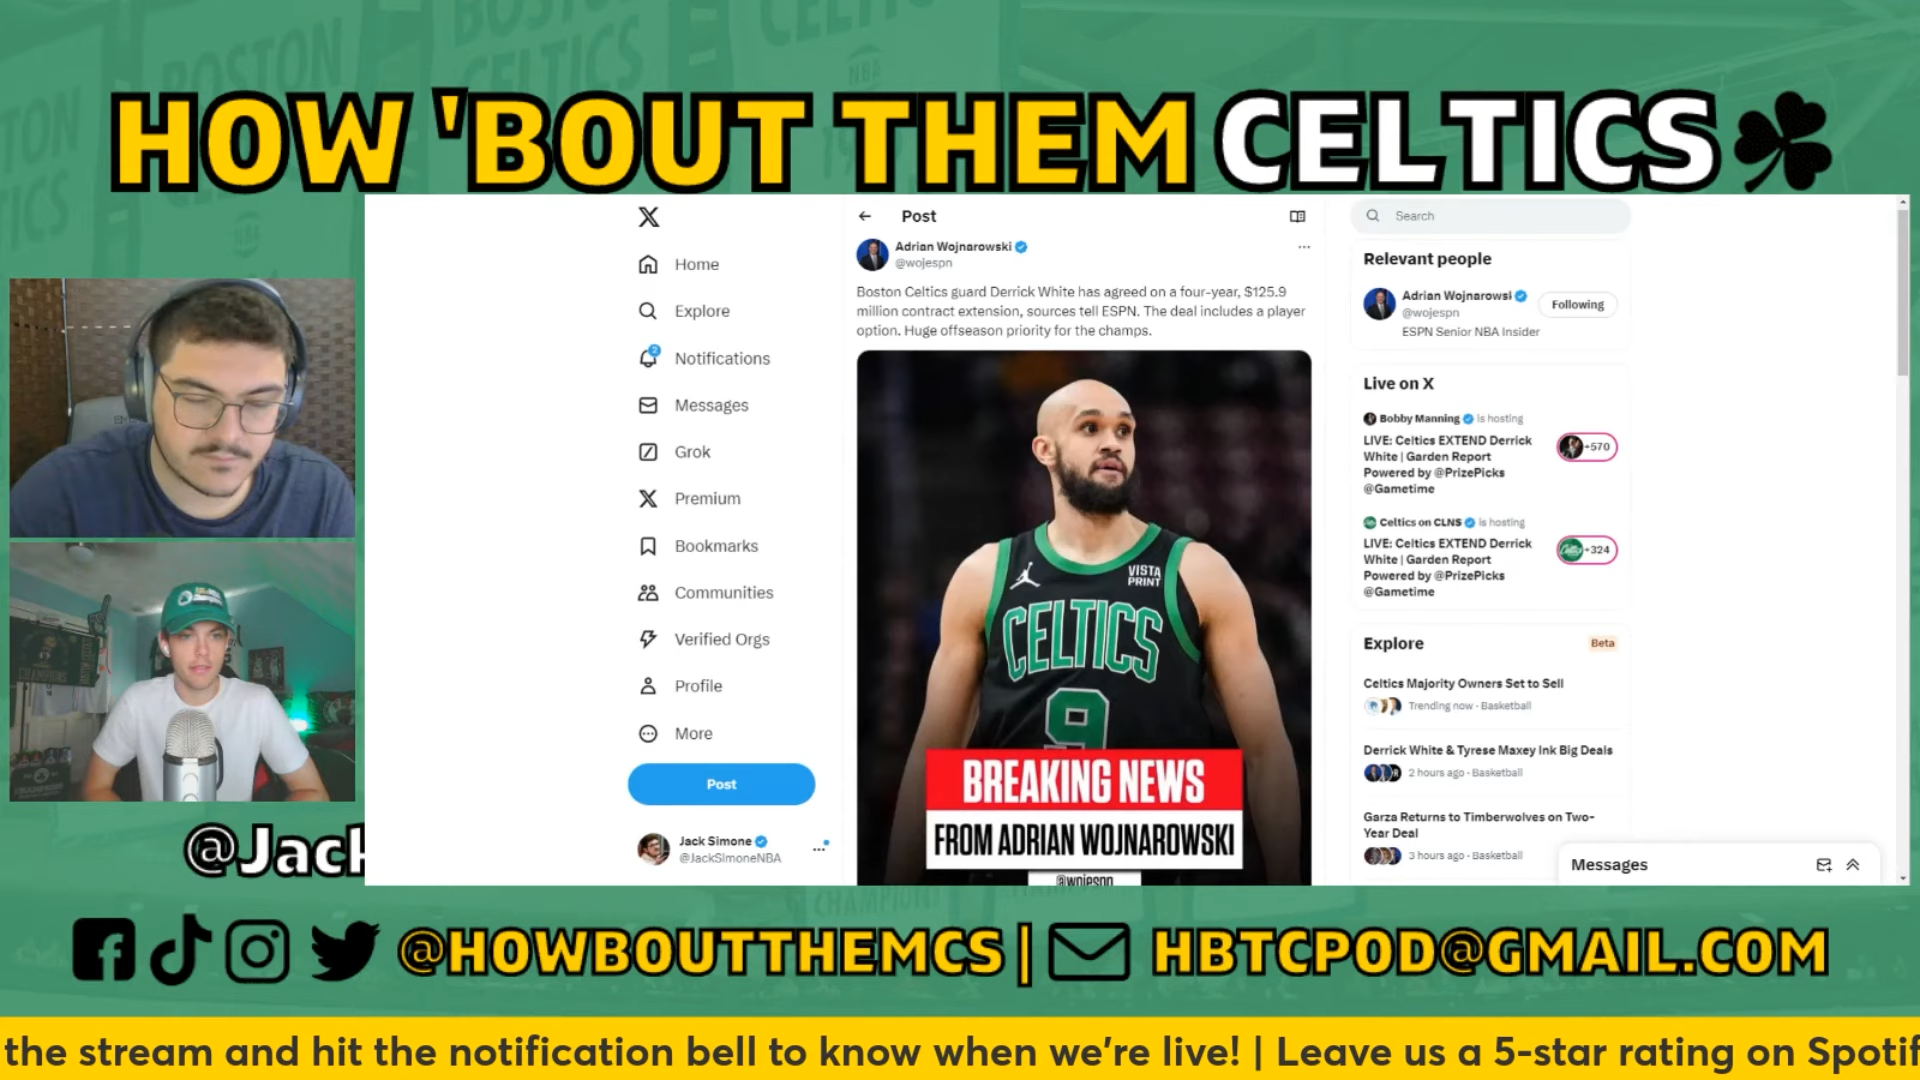 HOW 'BOUT THEM CELTICS
X
Home
Explore
2
Notifications
Messages
Grok
Premium
Bookmarks
Communities
Verified Orgs
Profile
More
Post
Jack Simone
@JackSimoneNBA
Post
Adrian Wojnarowski
@wojespn
Boston Celtics guard Derrick White has agreed on a four-year, $125.9
million contract extension, sources tell ESPN. The deal includes a player
option. Huge offseason priority for the champs.
VISTA
PRINT
CELTICS
9
BREAKING NEWS
FROM ADRIAN WOJNAROWSKI
@wojespn
Search
Relevant people
Adrian Wojnarowski
@wojespn
Following
ESPN Senior NBA Insider
Live on X
Bobby Manning is hosting
LIVE: Celtics EXTEND Derrick
White | Garden Report
Powered by @PrizePicks
@Gametime
+570
Celtics on CLNS is hosting
LIVE: Celtics EXTEND Derrick
White | Garden Report
Powered by @PrizePicks
@Gametime
+324
Explore
Beta
Celtics Majority Owners Set to Sell
Trending now · Basketball
Derrick White & Tyrese Maxey Ink Big Deals
2 hours ago · Basketball
Garza Returns to Timberwolves on Two-
Year Deal
3 hours ago · Basketball
Messages
@Jack
@HOWBOUTTHEMCS | HBTCPOD@GMAIL.COM
the stream and hit the notification bell to know when we're live! | Leave us a 5-star rating on Spotif